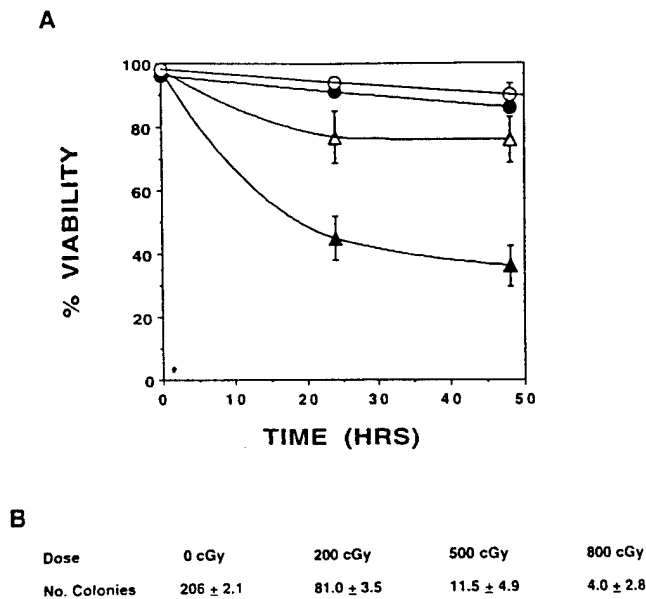 A
100
80
60
40
20
0
% VIABILITY
0 10 20 30 40 50
TIME (HRS)
B
Dose 0 cGy 200 cGy 500 cGy 800 cGy
No. Colonies 206 ± 2.1 81.0 ± 3.5 11.5 ± 4.9 4.0 ± 2.8